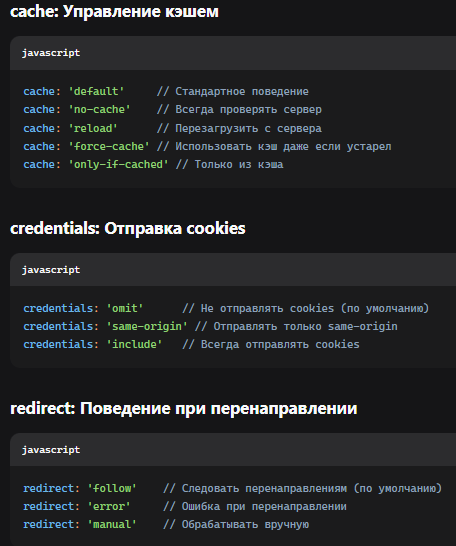 cache: Управление кэшем
javascript
cache: 'default'     // Стандартное поведение
cache: 'no-cache'    // Всегда проверять сервер
cache: 'reload'      // Перезагрузить с сервера
cache: 'force-cache' // Использовать кэш даже если устарел
cache: 'only-if-cached' // Только из кэша
credentials: Отправка cookies
javascript
credentials: 'omit'      // Не отправлять cookies (по умолчанию)
credentials: 'same-origin' // Отправлять только same-origin
credentials: 'include'   // Всегда отправлять cookies
redirect: Поведение при перенаправлении
javascript
redirect: 'follow'    // Следовать перенаправлениям (по умолчанию)
redirect: 'error'     // Ошибка при перенаправлении
redirect: 'manual'    // Обрабатывать вручную